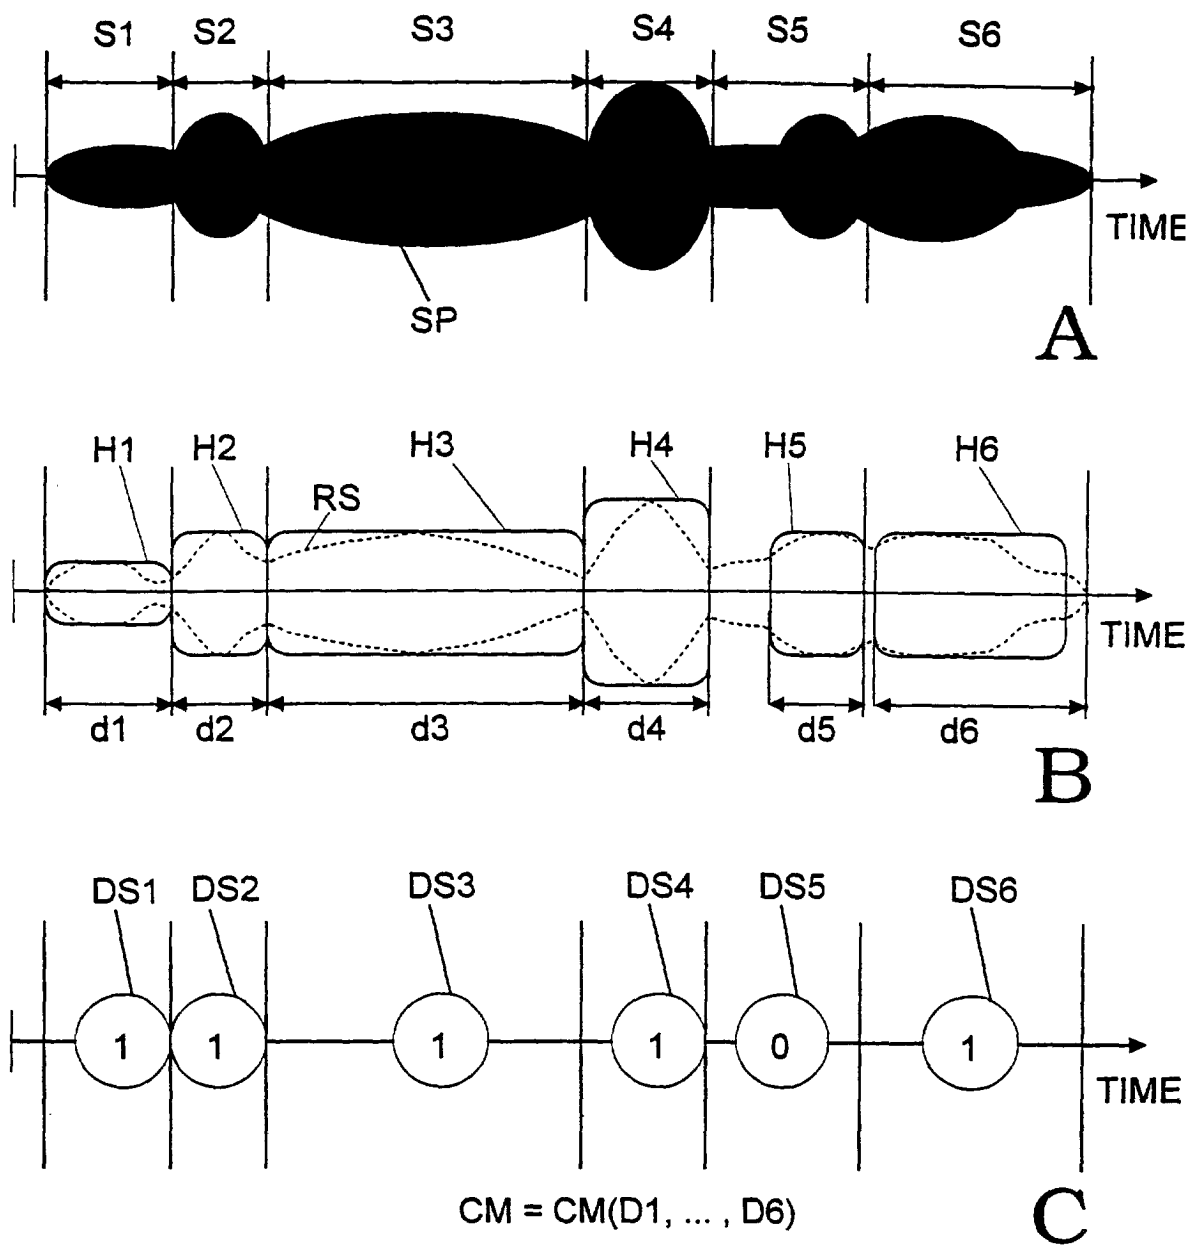 S1 S2 S3 S4 S5 S6
TIME
SP
A
H1 H2 H3 H4 H5 H6
RS
TIME
d1 d2 d3 d4 d5 d6
B
DS1 DS2 DS3 DS4 DS5 DS6
1 1 1 1 0 1
TIME
CM = CM(D1, ... , D6)
C